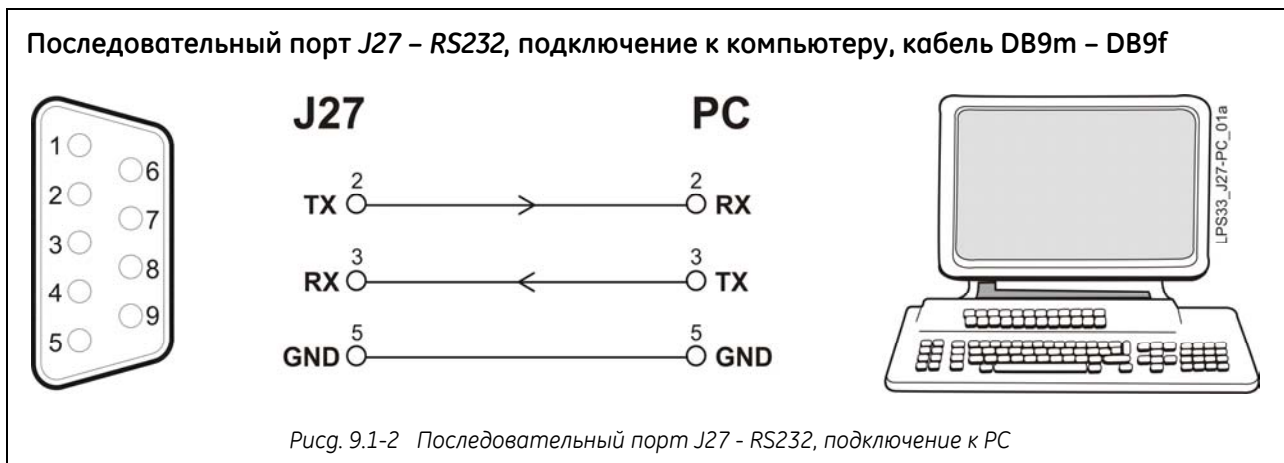 Последовательный порт J27 – RS232, подключение к компьютеру, кабель DB9m – DB9f
J27 PC
1
6
2
7
3
8
4
9
5
TX 2 2 RX
RX 3 3 TX
GND 5 5 GND
LPS33_J27-PC_01a
Рисg. 9.1-2 Последовательный порт J27 - RS232, подключение к PC